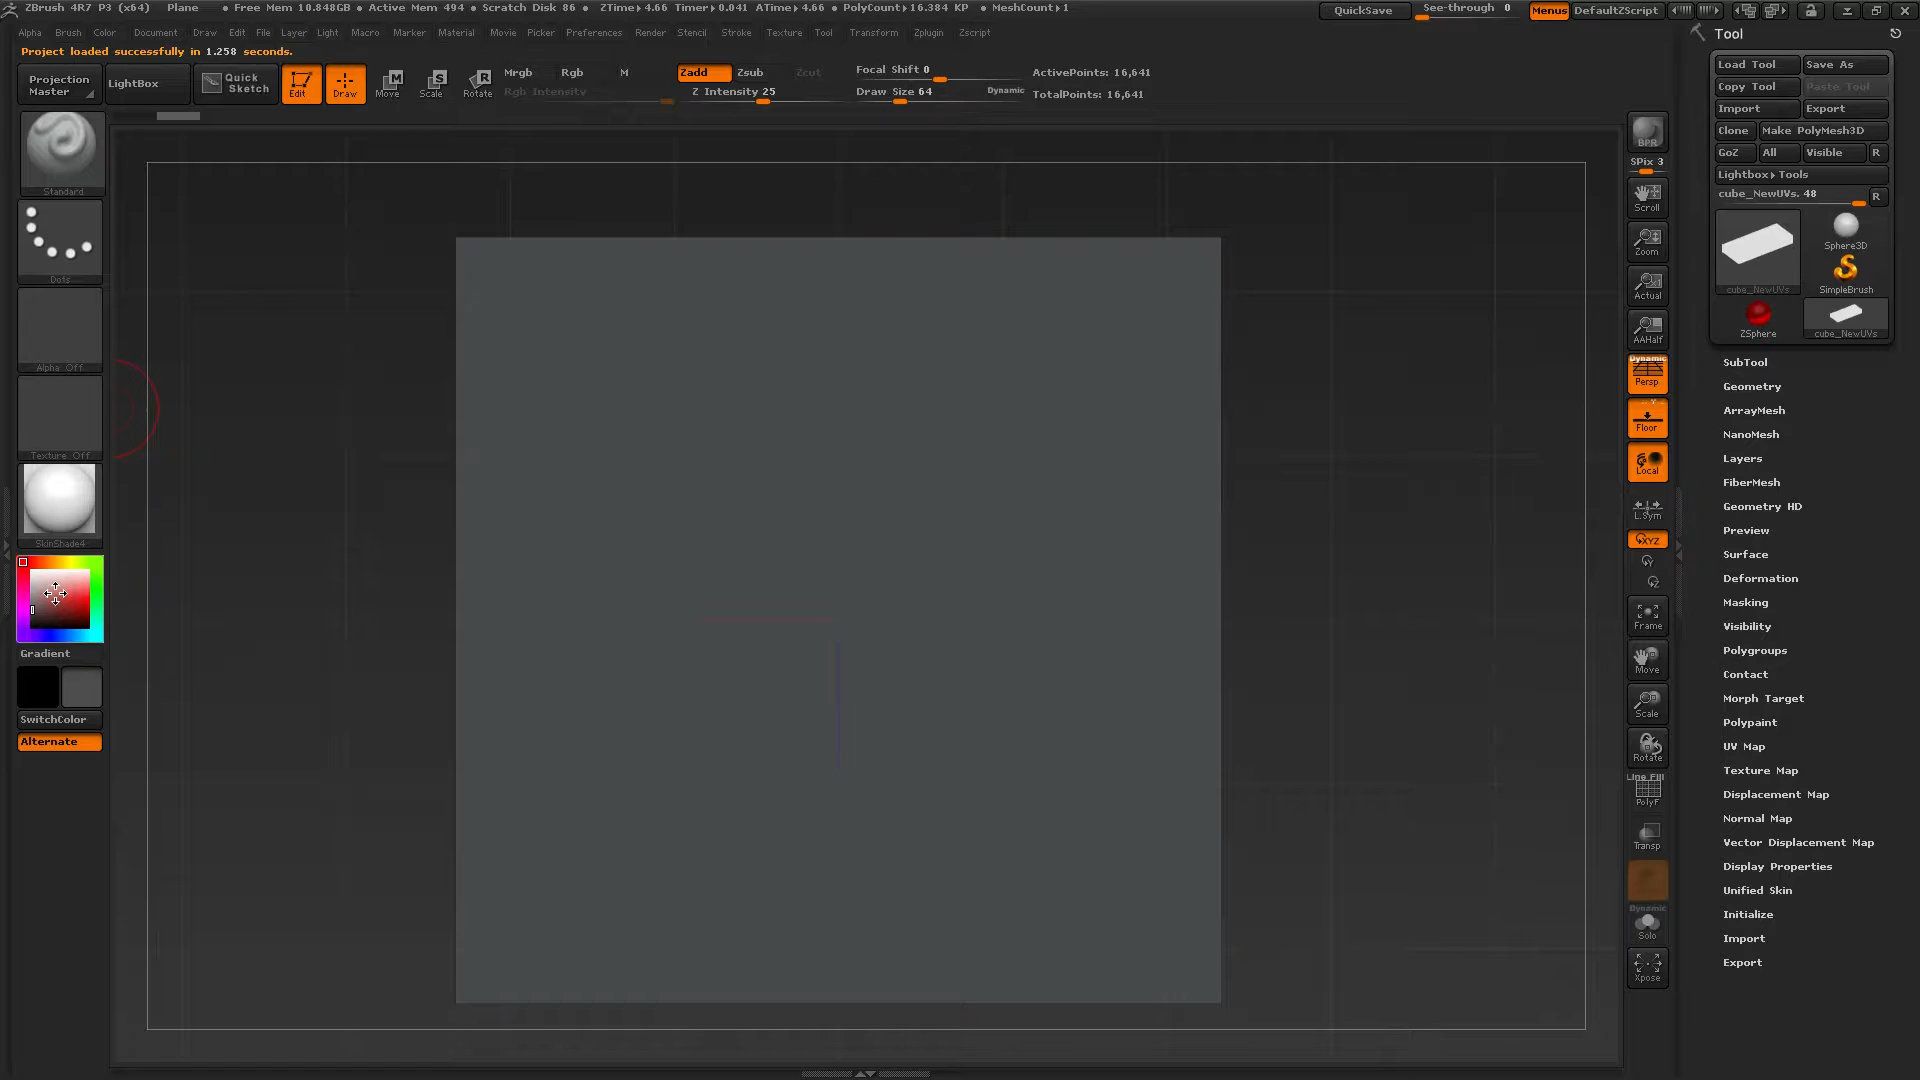 ZBrush 4R7 P3 (x64) Plane • Free Mem 10.848GB • Active Mem 494 • Scratch Disk 86 • ZTime▸4.66 Timer▸0.041 ATime▸4.66 • PolyCount▸16.384 KP • MeshCount▸1 QuickSave See-through 0 Menus DefaultZScript
Alpha Brush Color Document Draw Edit File Layer Light Macro Marker Material Movie Picker Preferences Render Stencil Stroke Texture Tool Transform Zplugin Zscript
Project loaded successfully in 1.258 seconds.
Projection Master
LightBox
Quick Sketch
Edit
Draw
Move
Scale
Rotate
Mrgb Rgb M
Rgb Intensity
Zadd Zsub Zcut
Z Intensity 25
Focal Shift 0
Draw Size 64
Dynamic
ActivePoints: 16,641
TotalPoints: 16,641
Standard
Dots
Alpha Off
Texture Off
SkinShade4
Gradient
SwitchColor
Alternate
BPR
SPix 3
Scroll
Zoom
Actual
AAHalf
Dynamic
Persp
Floor
Local
L.Sym
XYZ
Y
Z
Frame
Move
Scale
Rotate
Line Fill
PolyF
Transp
Dynamic
Solo
Xpose
Tool
Load Tool Save As
Copy Tool Paste Tool
Import Export
Clone Make PolyMesh3D
GoZ All Visible R
Lightbox▸Tools
cube_NewUVs. 48 R
cube_NewUVs
Sphere3D
SimpleBrush
ZSphere
cube_NewUVs
SubTool
Geometry
ArrayMesh
NanoMesh
Layers
FiberMesh
Geometry HD
Preview
Surface
Deformation
Masking
Visibility
Polygroups
Contact
Morph Target
Polypaint
UV Map
Texture Map
Displacement Map
Normal Map
Vector Displacement Map
Display Properties
Unified Skin
Initialize
Import
Export